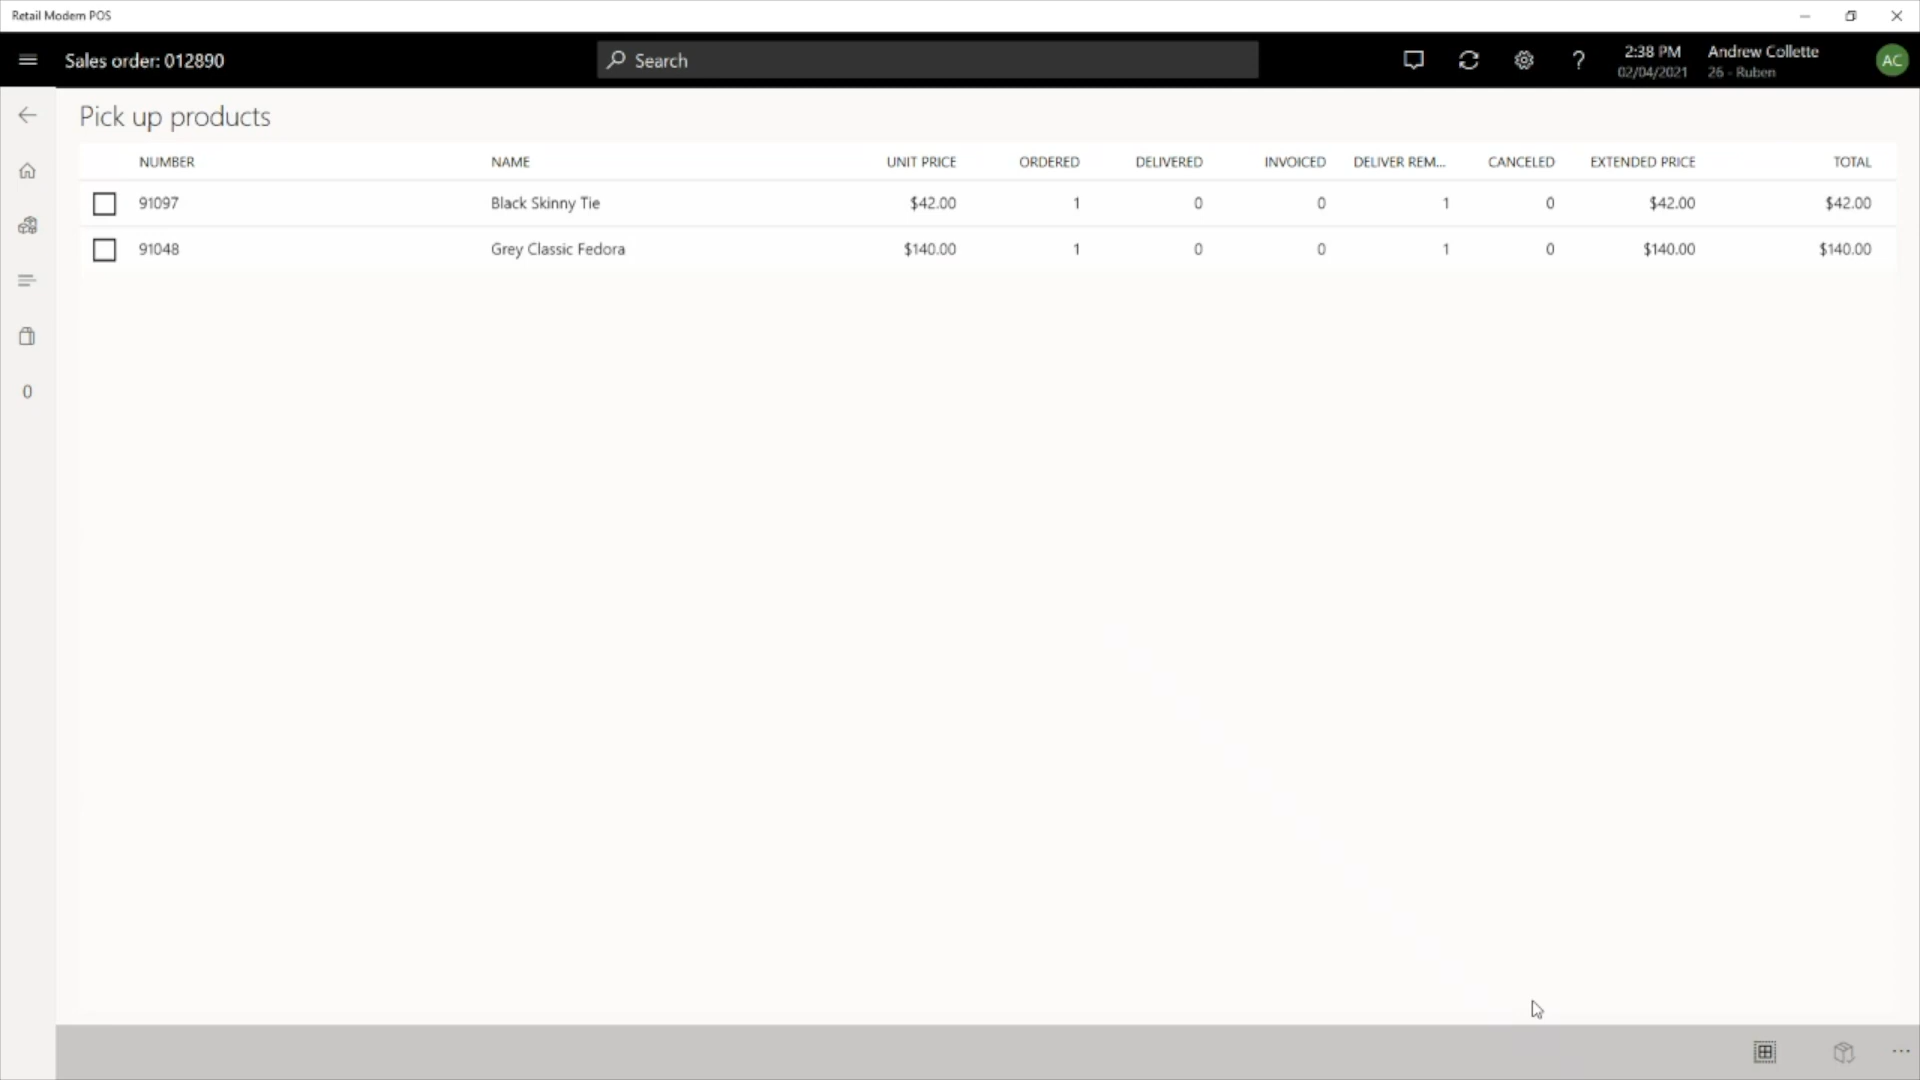 Retail Modern POS
Sales order: 012890
Search
?
2:38 PM
02/04/2021
Andrew Collette
26 - Ruben
AC
Pick up products
NUMBER NAME UNIT PRICE ORDERED DELIVERED INVOICED DELIVER REM... CANCELED EXTENDED PRICE TOTAL
91097 Black Skinny Tie $42.00 1 0 0 1 0 $42.00 $42.00
91048 Grey Classic Fedora $140.00 1 0 0 1 0 $140.00 $140.00
0